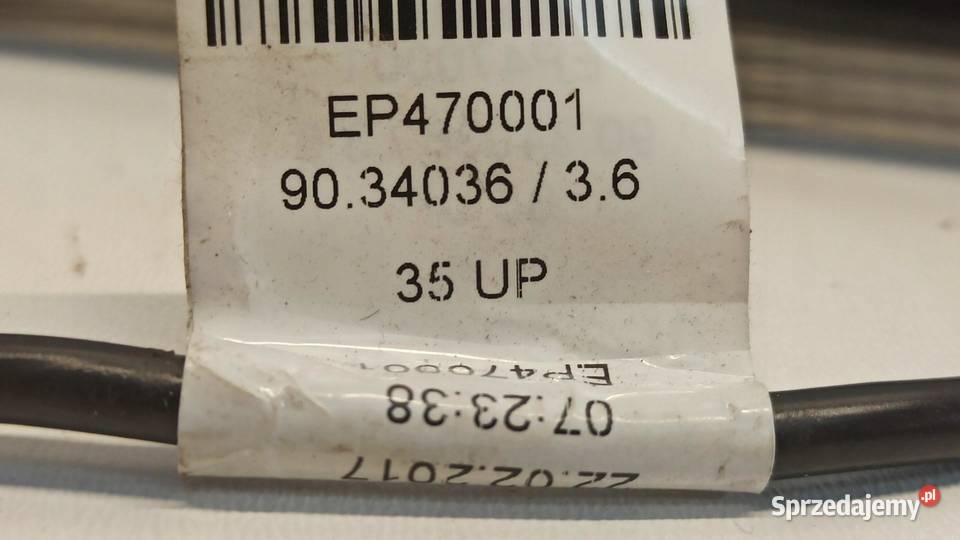 EP470001
90.34036 / 3.6
35 UP
EP470001
07:23:38
22.02.2017
Sprzedajemy.pl